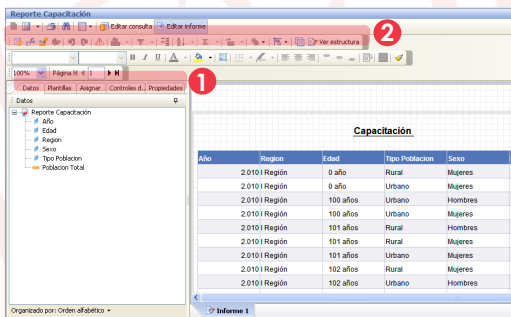 Reporte Capacitación
Editar consulta Editar informe
2
Ver estructura
N K U A
100% Página 1
1
Datos Plantillas Asignar Controles d... Propiedades
Datos
Reporte Capacitación
Año
Edad
Region
Sexo
Tipo Poblacion
Poblacion Total
Capacitación
Año Region Edad Tipo Poblacion Sexo
2.010 I Región 0 año Rural Mujeres
2.010 I Región 0 año Urbano Mujeres
2.010 I Región 100 años Urbano Hombres
2.010 I Región 100 años Urbano Mujeres
2.010 I Región 101 años Rural Hombres
2.010 I Región 101 años Rural Mujeres
2.010 I Región 101 años Urbano Mujeres
2.010 I Región 102 años Rural Mujeres
2.010 I Región 102 años Urbano Hombres
Organizado por: Orden alfabético
Informe 1